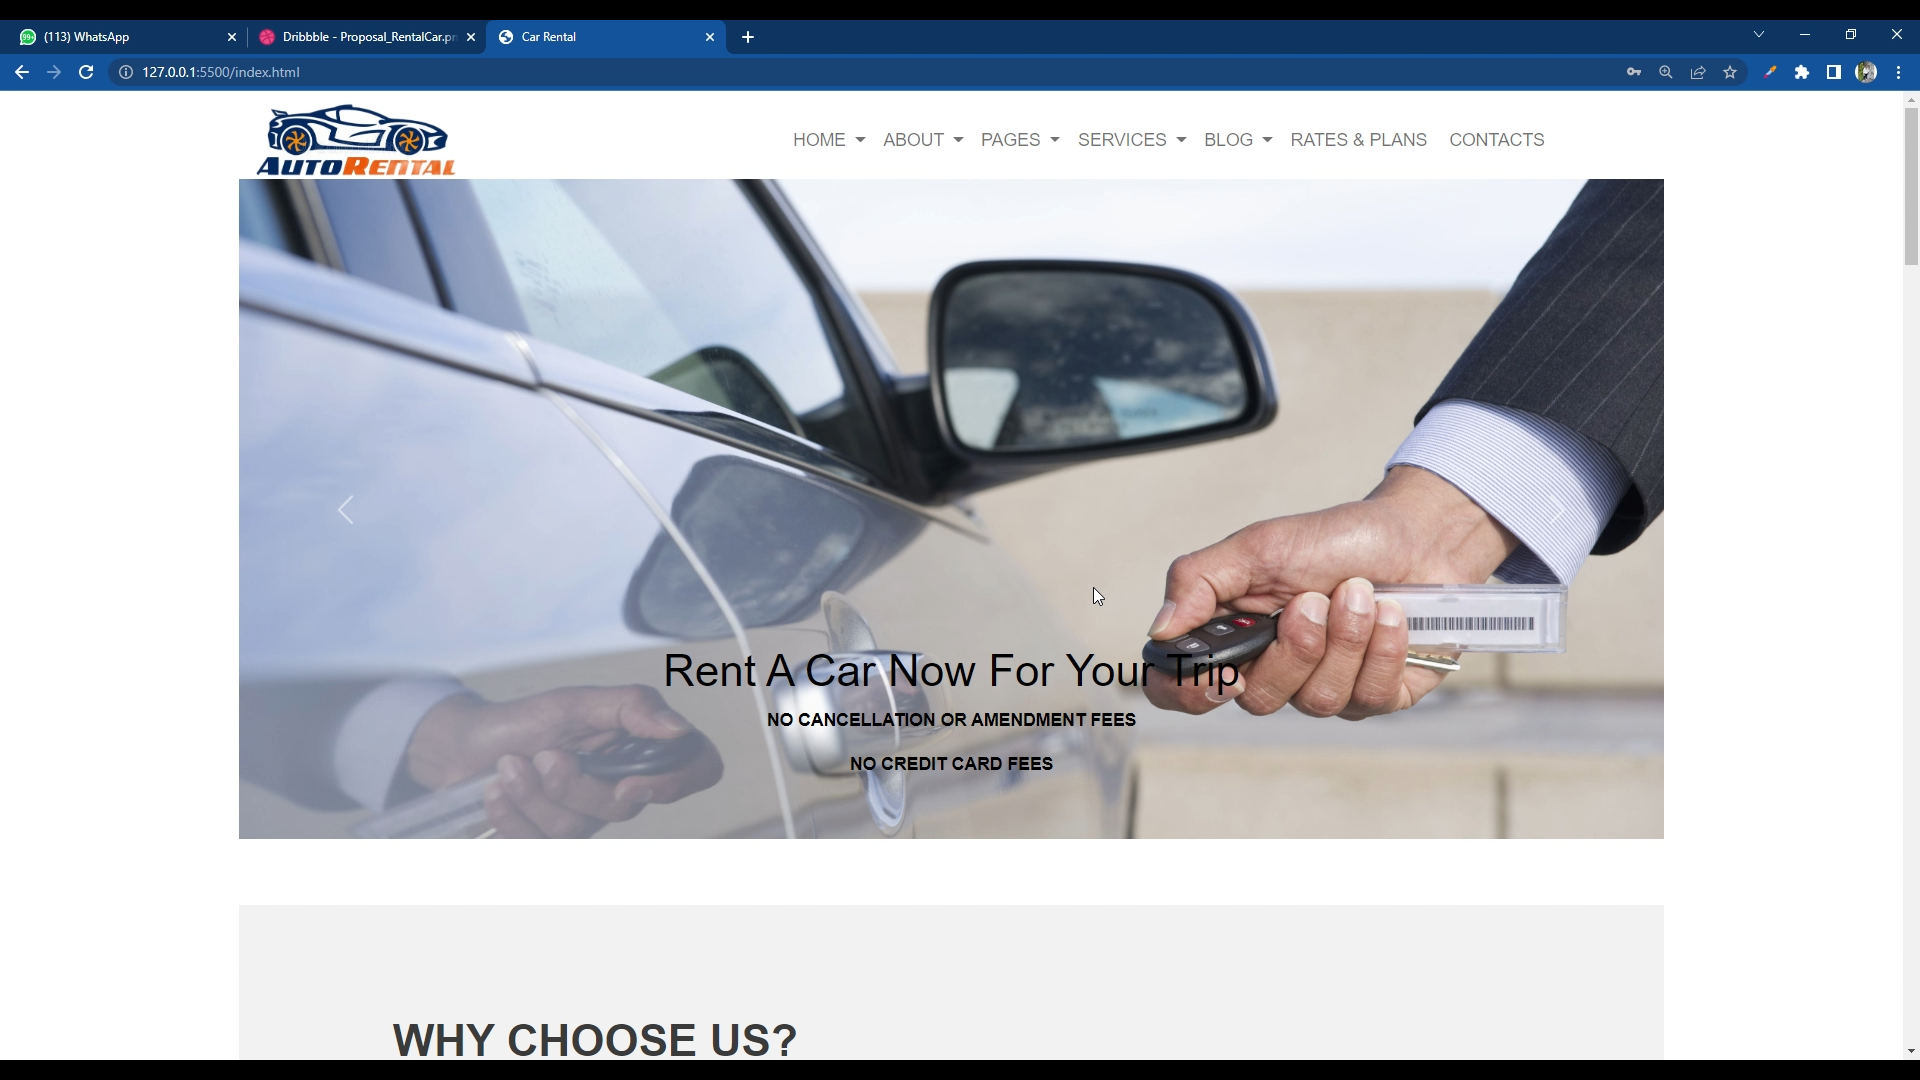 (113) WhatsApp
Dribbble - Proposal_RentalCar.pn
Car Rental
127.0.0.1:5500/index.html
AUTORENTAL
HOME
ABOUT
PAGES
SERVICES
BLOG
RATES & PLANS
CONTACTS
Rent A Car Now For Your Trip
NO CANCELLATION OR AMENDMENT FEES
NO CREDIT CARD FEES
WHY CHOOSE US?